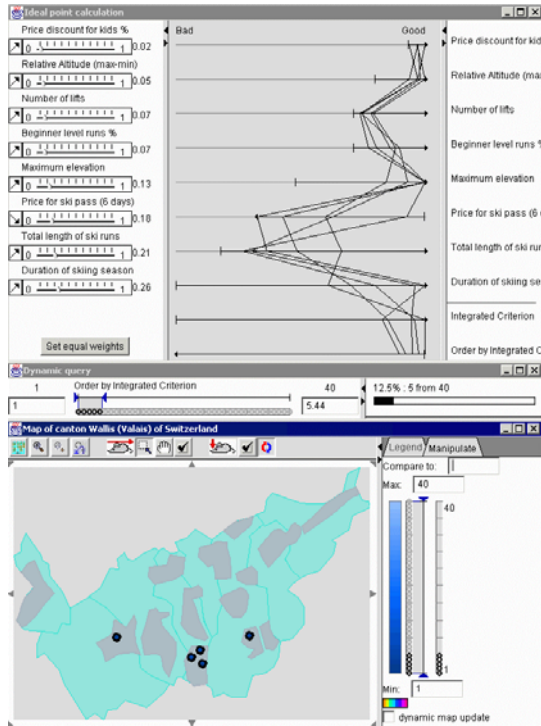 Ideal point calculation
Price discount for kids %
0 1 0.02
Relative Altitude (max-min)
0 1 0.05
Number of lifts
0 1 0.07
Beginner level runs %
0 1 0.07
Maximum elevation
0 1 0.13
Price for ski pass (6 days)
0 1 0.18
Total length of ski runs
0 1 0.21
Duration of skiing season
0 1 0.26
Set equal weights
Bad Good
Price discount for kid
Relative Altitude (ma
Number of lifts
Beginner level runs %
Maximum elevation
Price for ski pass (6 d
Total length of ski run
Duration of skiing sea
Integrated Criterion
Order by Integrated C
Dynamic query
1 Order by Integrated Criterion 40
1 5.44
12.5% : 5 from 40
Map of canton Wallis (Valais) of Switzerland
Legend Manipulate
Compare to:
Max: 40
40
1
Min: 1
dynamic map update